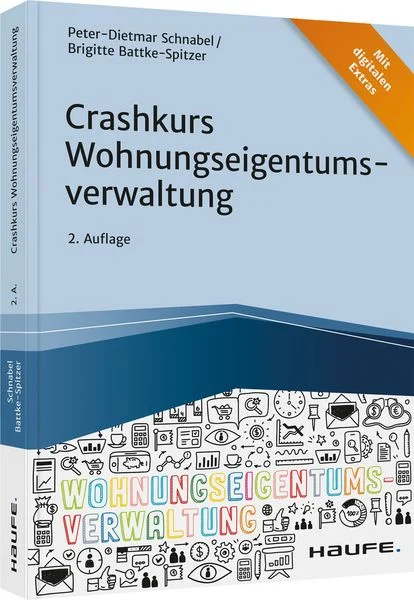 Peter-Dietmar Schnabel/
Brigitte Battke-Spitzer
Mit
digitalen
Extras
Crashkurs
Wohnungseigentums-
verwaltung
2. Auflage
WOHNUNGSEIGENTUMS-
VERWALTUNG
HAUFE.
Crashkurs Wohnungseigentumsverwaltung
2. A.
Schnabel
Battke-Spitzer
HAUFE.